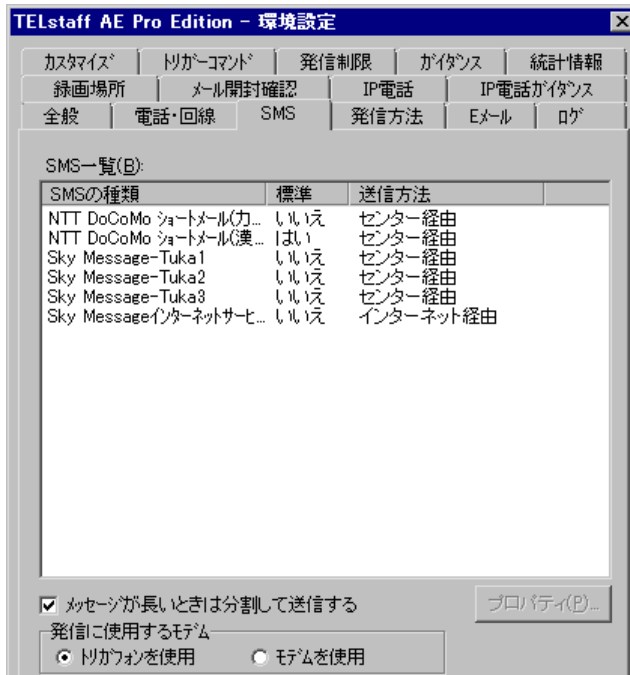 TELstaff AE Pro Edition - 環境設定
ｶｽﾀﾏｲｽﾞ ﾄﾘｶﾞｰｺﾏﾝﾄﾞ 発信制限 ｶﾞｲﾀﾞﾝｽ 統計情報
録画場所 ﾒｰﾙ開封確認 IP電話 IP電話ｶﾞｲﾀﾞﾝｽ
全般 電話・回線 SMS 発信方法 Eﾒｰﾙ ﾛｸﾞ
SMS一覧(B):
SMSの種類 標準 送信方法
NTT DoCoMo ｼｮｰﾄﾒｰﾙ(カ... いいえ センター経由
NTT DoCoMo ｼｮｰﾄﾒｰﾙ(漢... はい センター経由
Sky Message-Tuka1 いいえ センター経由
Sky Message-Tuka2 いいえ センター経由
Sky Message-Tuka3 いいえ センター経由
Sky Messageｲﾝﾀｰﾈｯﾄｻｰﾋ... いいえ インターネット経由
ﾒｯｾｰｼﾞが長いときは分割して送信する
プロパティ(P)...
発信に使用するﾓﾃﾞﾑ
ﾄﾘｶﾞﾌｫﾝを使用 ﾓﾃﾞﾑを使用